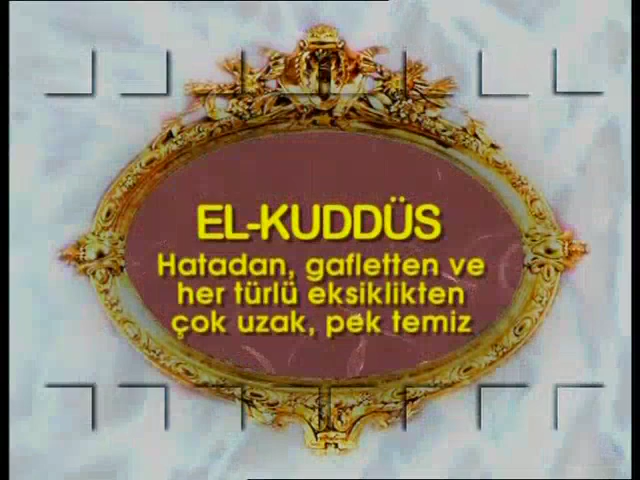 EL-KUDDÜS
Hatadan, gafletten ve
her türlü eksiklikten
çok uzak, pek temiz